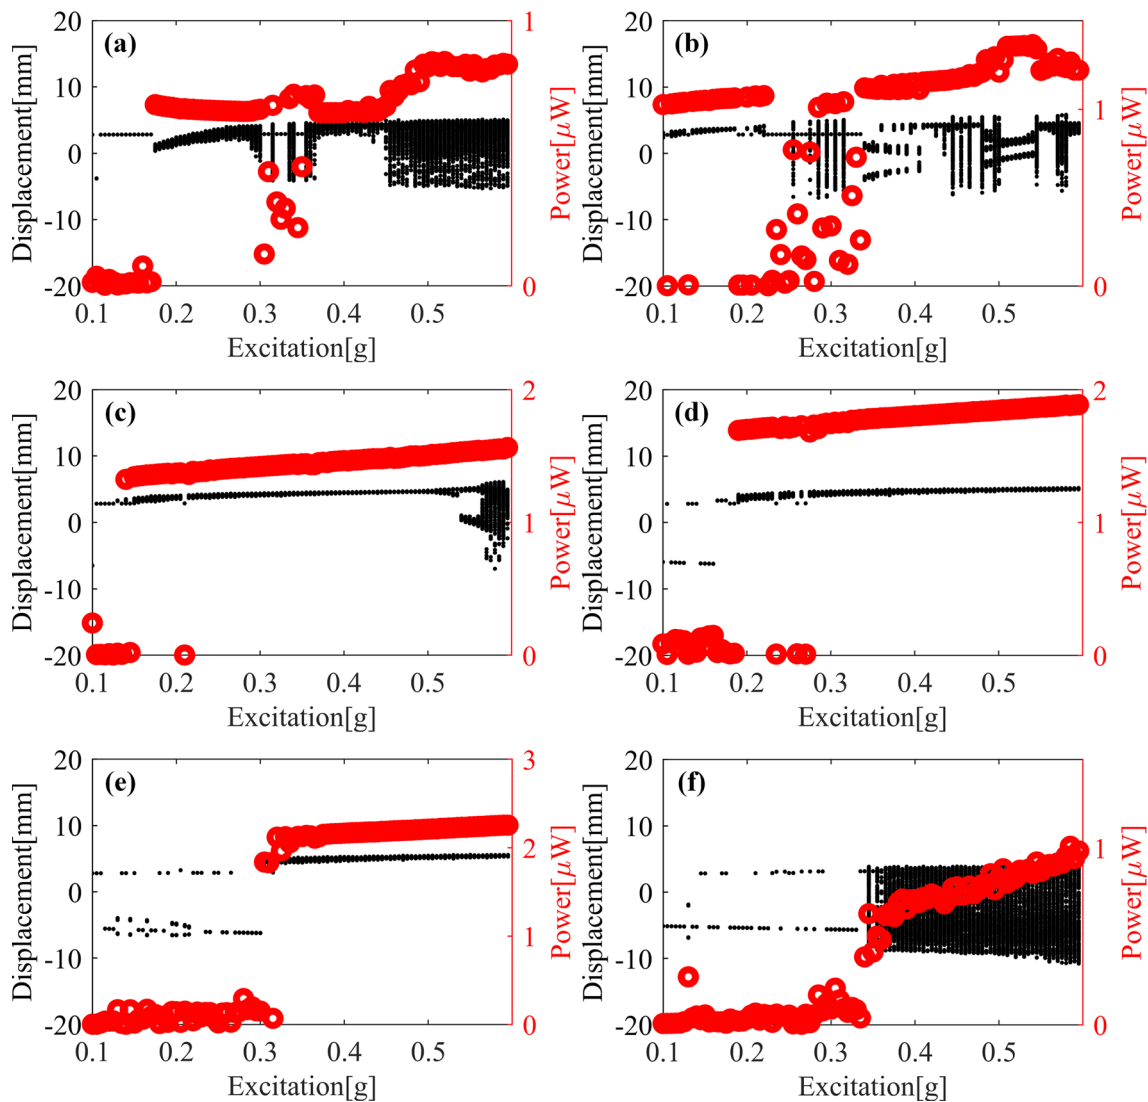 20 (a) 1
10
0
-10
-20 0
0.1 0.2 0.3 0.4 0.5
Excitation[g]
Displacement[mm]
Power[μW]
20 (b)
10 1
0
-10
-20 0
0.1 0.2 0.3 0.4 0.5
Excitation[g]
Displacement[mm]
Power[μW]
20 (c) 2
10
0 1
-10
-20 0
0.1 0.2 0.3 0.4 0.5
Excitation[g]
Displacement[mm]
Power[μW]
20 (d) 2
10
0 1
-10
-20 0
0.1 0.2 0.3 0.4 0.5
Excitation[g]
Displacement[mm]
Power[μW]
20 (e) 3
10 2
0
-10 1
-20 0
0.1 0.2 0.3 0.4 0.5
Excitation[g]
Displacement[mm]
Power[μW]
20 (f)
10 1
0
-10
-20 0
0.1 0.2 0.3 0.4 0.5
Excitation[g]
Displacement[mm]
Power[μW]